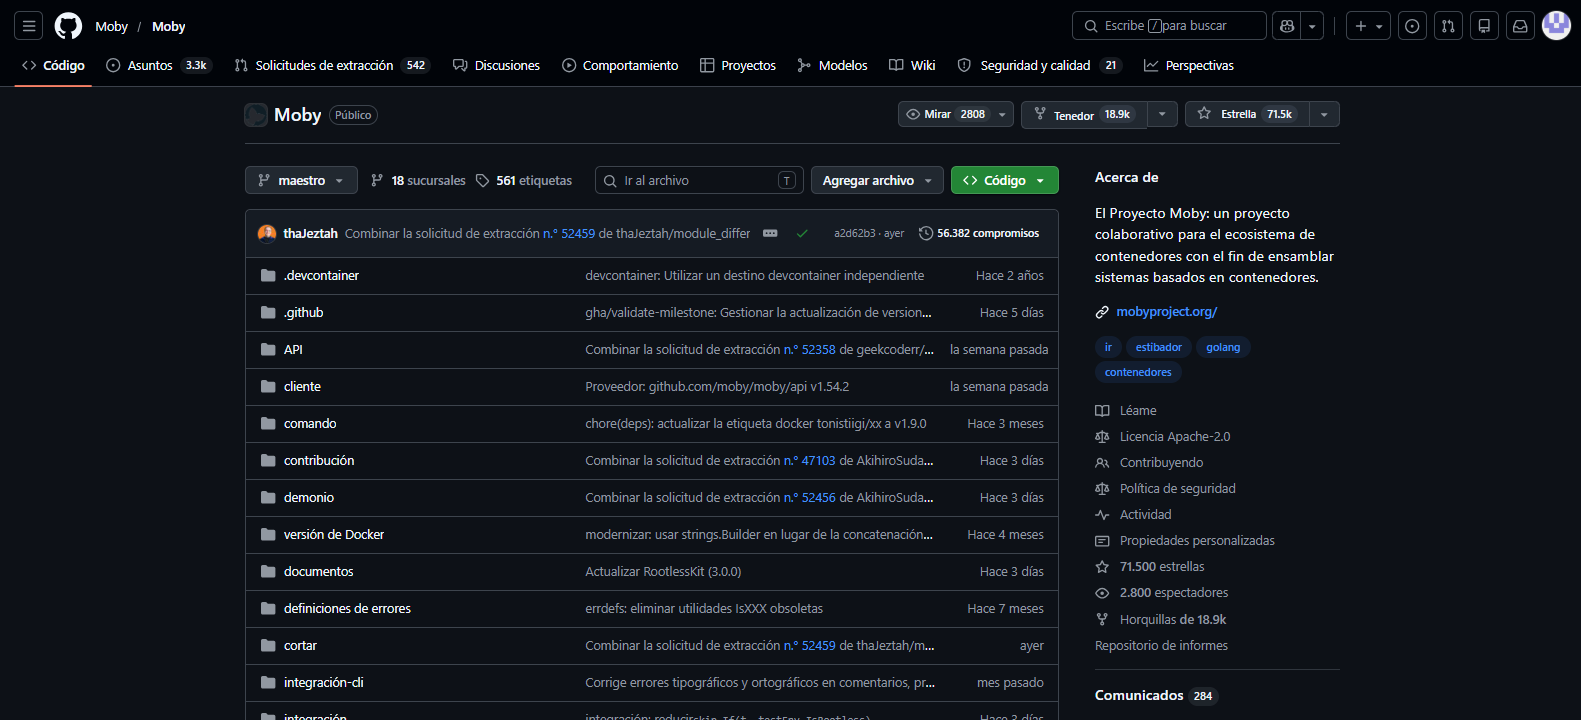 Moby / Moby
Escribe / para buscar
Código
Asuntos 3.3k
Solicitudes de extracción 542
Discusiones
Comportamiento
Proyectos
Modelos
Wiki
Seguridad y calidad 21
Perspectivas
Moby Público
Mirar 2808
Tenedor 18.9k
Estrella 71.5k
maestro
18 sucursales
561 etiquetas
Ir al archivo T
Agregar archivo
Código
thaJeztah Combinar la solicitud de extracción n.° 52459 de thaJeztah/module_differ
a2d62b3 · ayer
56.382 compromisos
.devcontainer devcontainer: Utilizar un destino devcontainer independiente Hace 2 años
.github gha/validate-milestone: Gestionar la actualización de version... Hace 5 días
API Combinar la solicitud de extracción n.° 52358 de geekcoderr/... la semana pasada
cliente Proveedor: github.com/moby/moby/api v1.54.2 la semana pasada
comando chore(deps): actualizar la etiqueta docker tonistiigi/xx a v1.9.0 Hace 3 meses
contribución Combinar la solicitud de extracción n.° 47103 de AkihiroSuda... Hace 3 días
demonio Combinar la solicitud de extracción n.° 52456 de AkihiroSuda... Hace 3 días
versión de Docker modernizar: usar strings.Builder en lugar de la concatenación... Hace 4 meses
documentos Actualizar RootlessKit (3.0.0) Hace 3 días
definiciones de errores errdefs: eliminar utilidades IsXXX obsoletas Hace 7 meses
cortar Combinar la solicitud de extracción n.° 52459 de thaJeztah/m... ayer
integración-cli Corrige errores tipográficos y ortográficos en comentarios, pr... mes pasado
integración integración: reducir Hace 3 días
Acerca de
El Proyecto Moby: un proyecto
colaborativo para el ecosistema de
contenedores con el fin de ensamblar
sistemas basados en contenedores.
mobyproject.org/
ir estibador golang
contenedores
Léame
Licencia Apache-2.0
Contribuyendo
Política de seguridad
Actividad
Propiedades personalizadas
71.500 estrellas
2.800 espectadores
Horquillas de 18.9k
Repositorio de informes
Comunicados 284